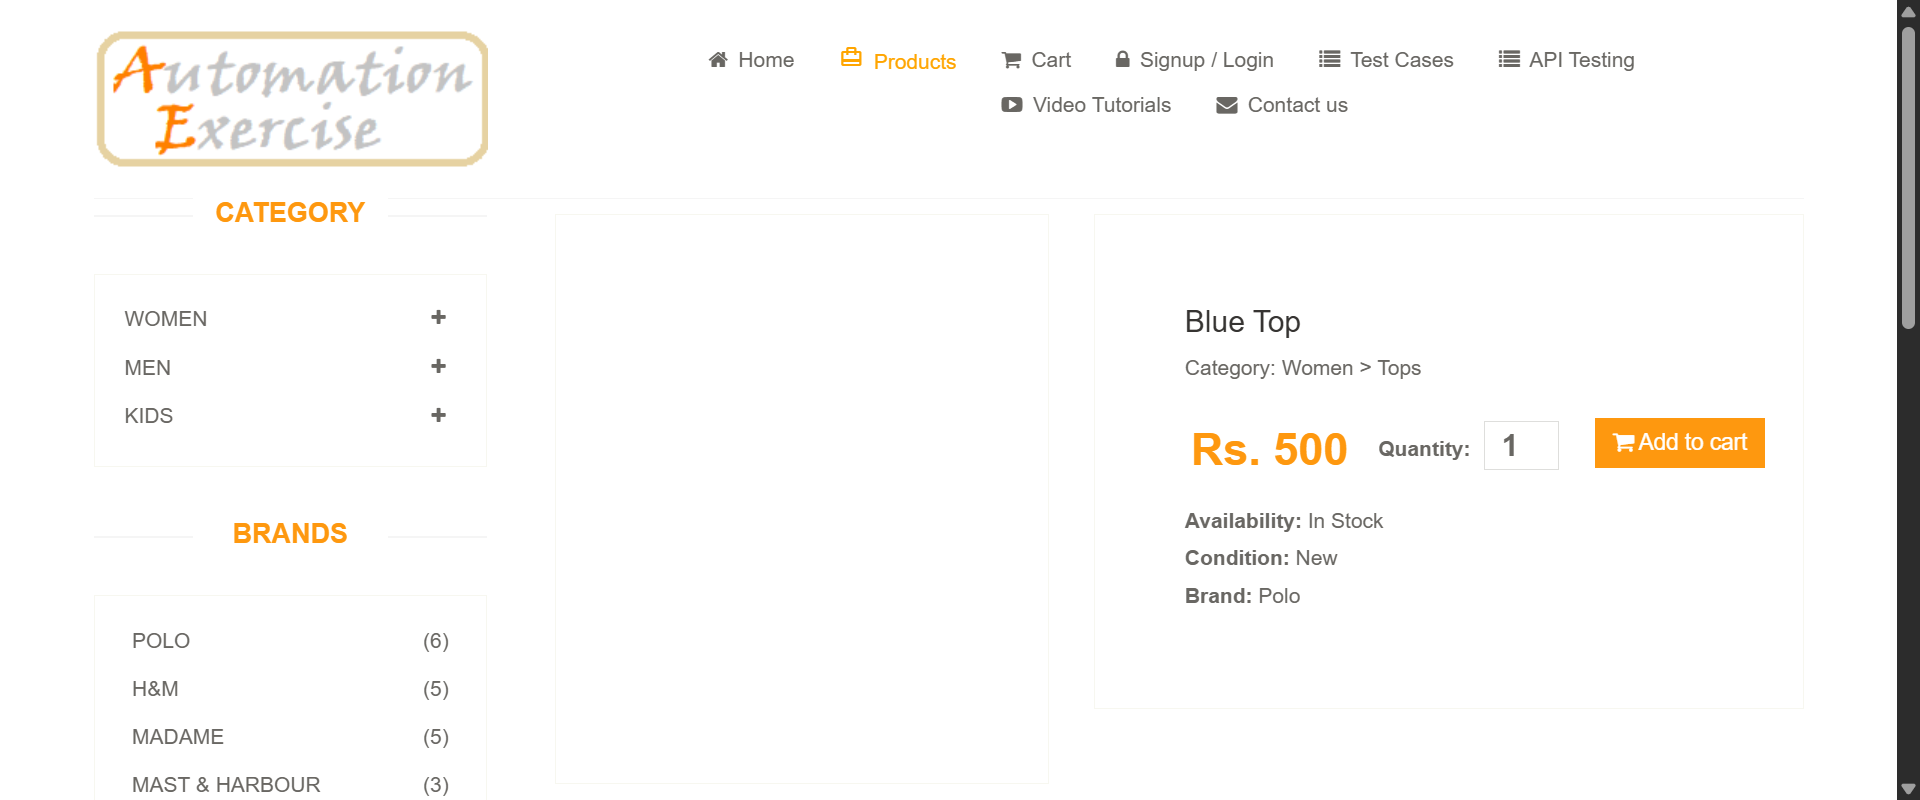 Automation
Exercise
Home
Products
Cart
Signup / Login
Test Cases
API Testing
Video Tutorials
Contact us
CATEGORY
WOMEN
MEN
KIDS
BRANDS
POLO (6)
H&M (5)
MADAME (5)
MAST & HARBOUR (3)
Blue Top
Category: Women > Tops
Rs. 500 Quantity: 1 Add to cart
Availability: In Stock
Condition: New
Brand: Polo